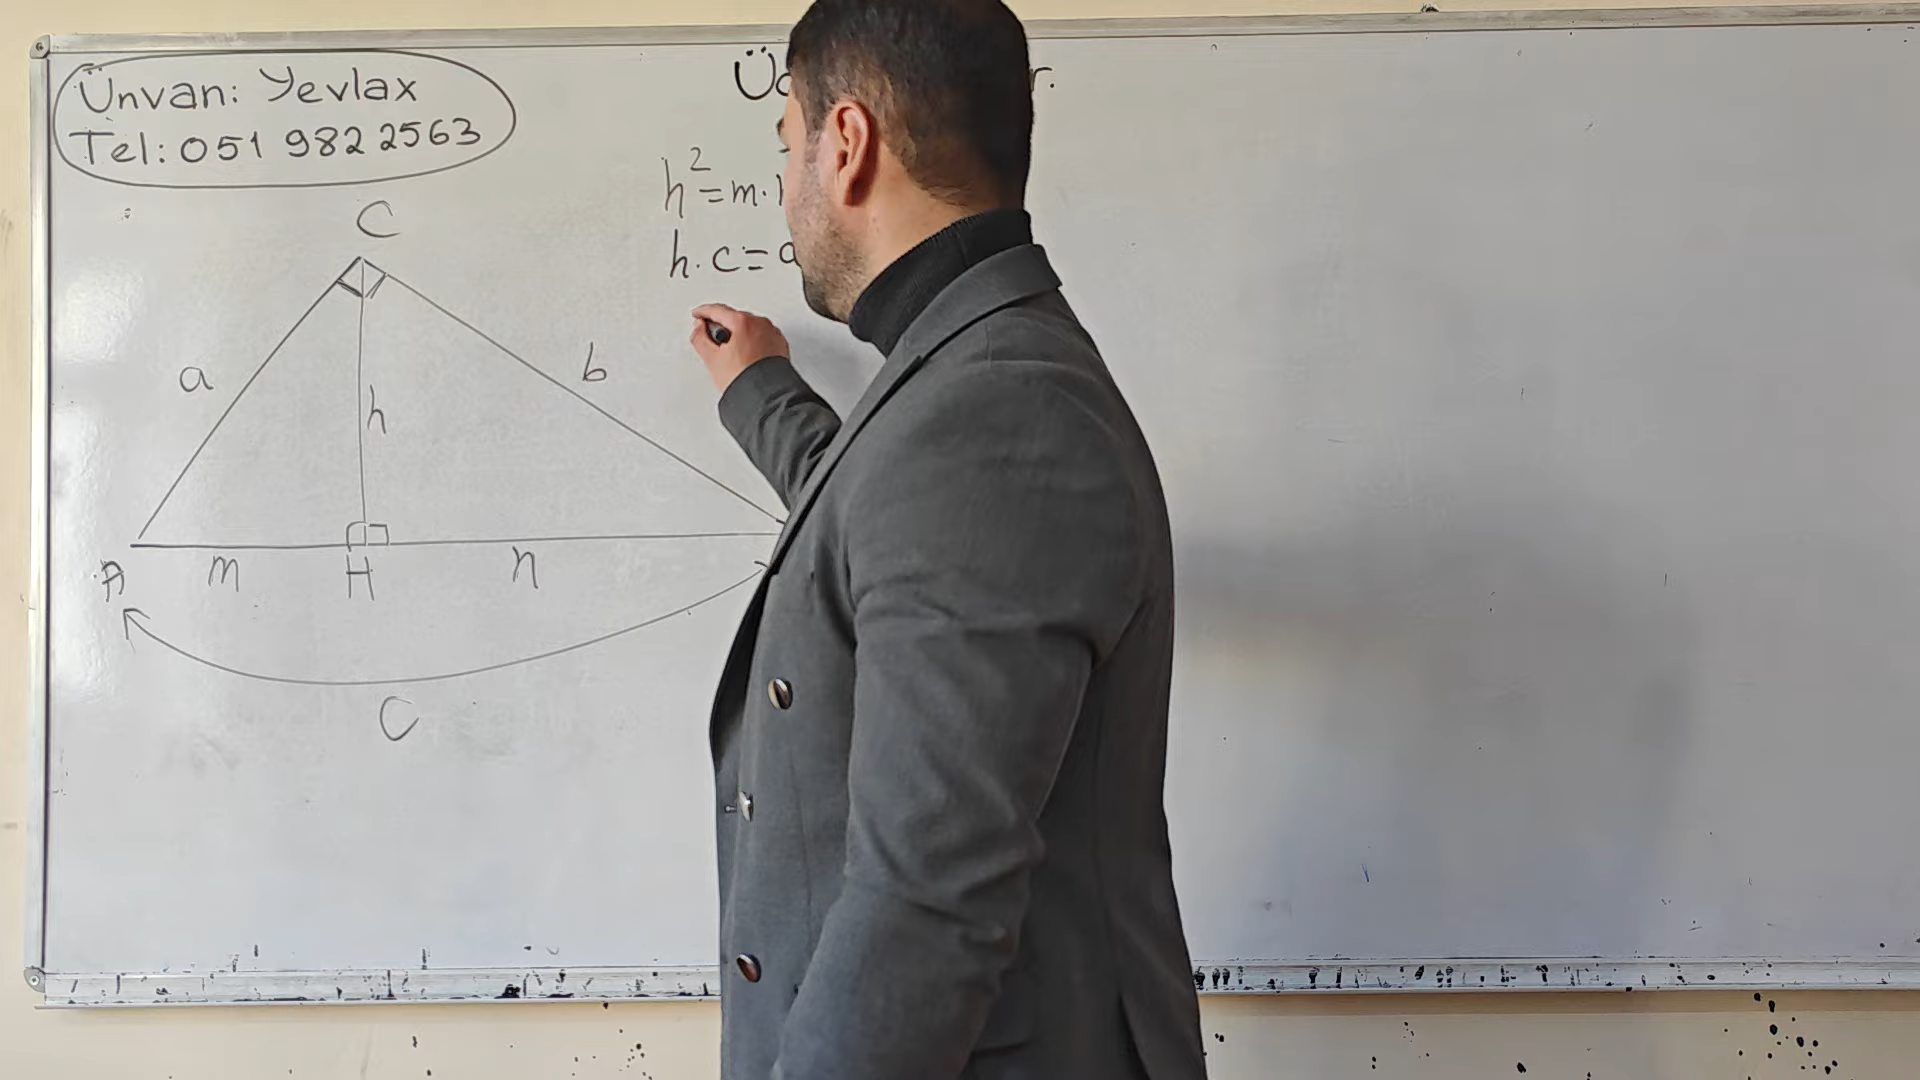 Ünvan: Yevlax
Tel: 051 982 2563
h²=m·
h·c=a
C
a
b
h
A
m
H
n
C